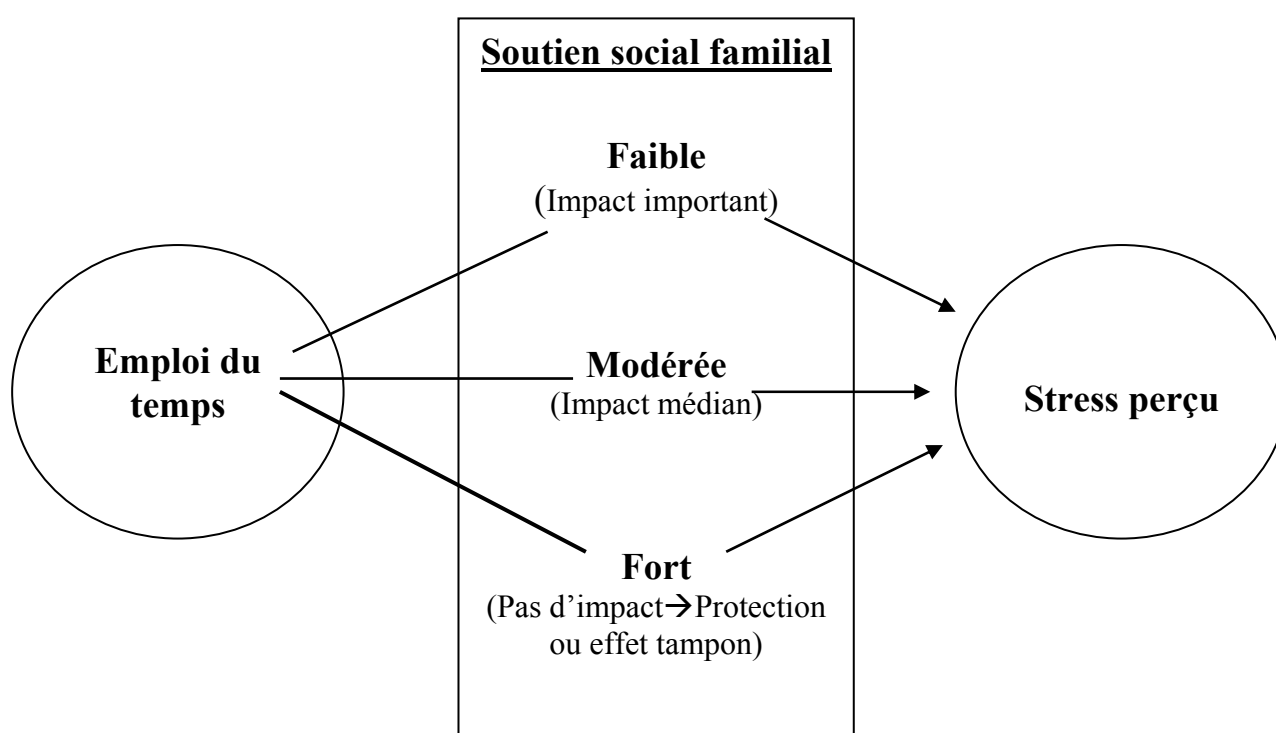 Soutien social familial
Faible
(Impact important)
Emploi du
temps
Modérée
(Impact médian)
Stress perçu
Fort
(Pas d’impact→Protection
ou effet tampon)